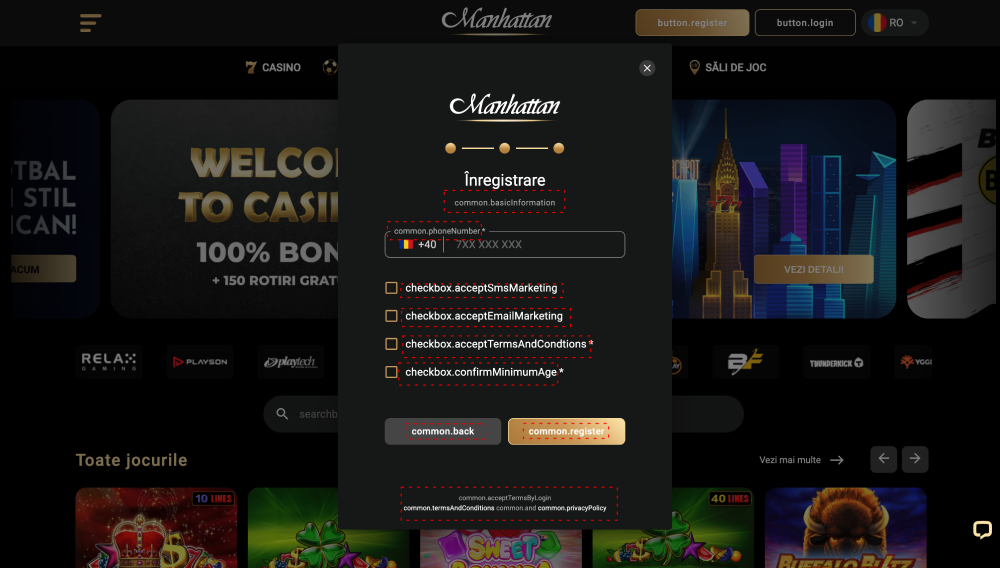 Manhattan
button.register
button.login
RO
CASINO
SĂLI DE JOC
Manhattan
Înregistrare
common.basicInformation
common.phoneNumber *
+40
7XX XXX XXX
checkbox.acceptSmsMarketing
checkbox.acceptEmailMarketing
checkbox.acceptTermsAndCondtions *
checkbox.confirmMinimumAge *
common.back
common.register
common.acceptTermsByLogin
common.termsAndConditions common.and common.privacyPolicy
STIL
WELCO
TO CAS
100% BON
+ 150 ROTIRI GRAT
ACUM
VEZI DETALII
RELAX
GAMING
PLAYSON
playtech
BF
THUNDERKICK
YGG
searchb
Toate jocurile
Vezi mai multe
10 LINES
40 LINES
SWEET
BUFFALO BLITZ